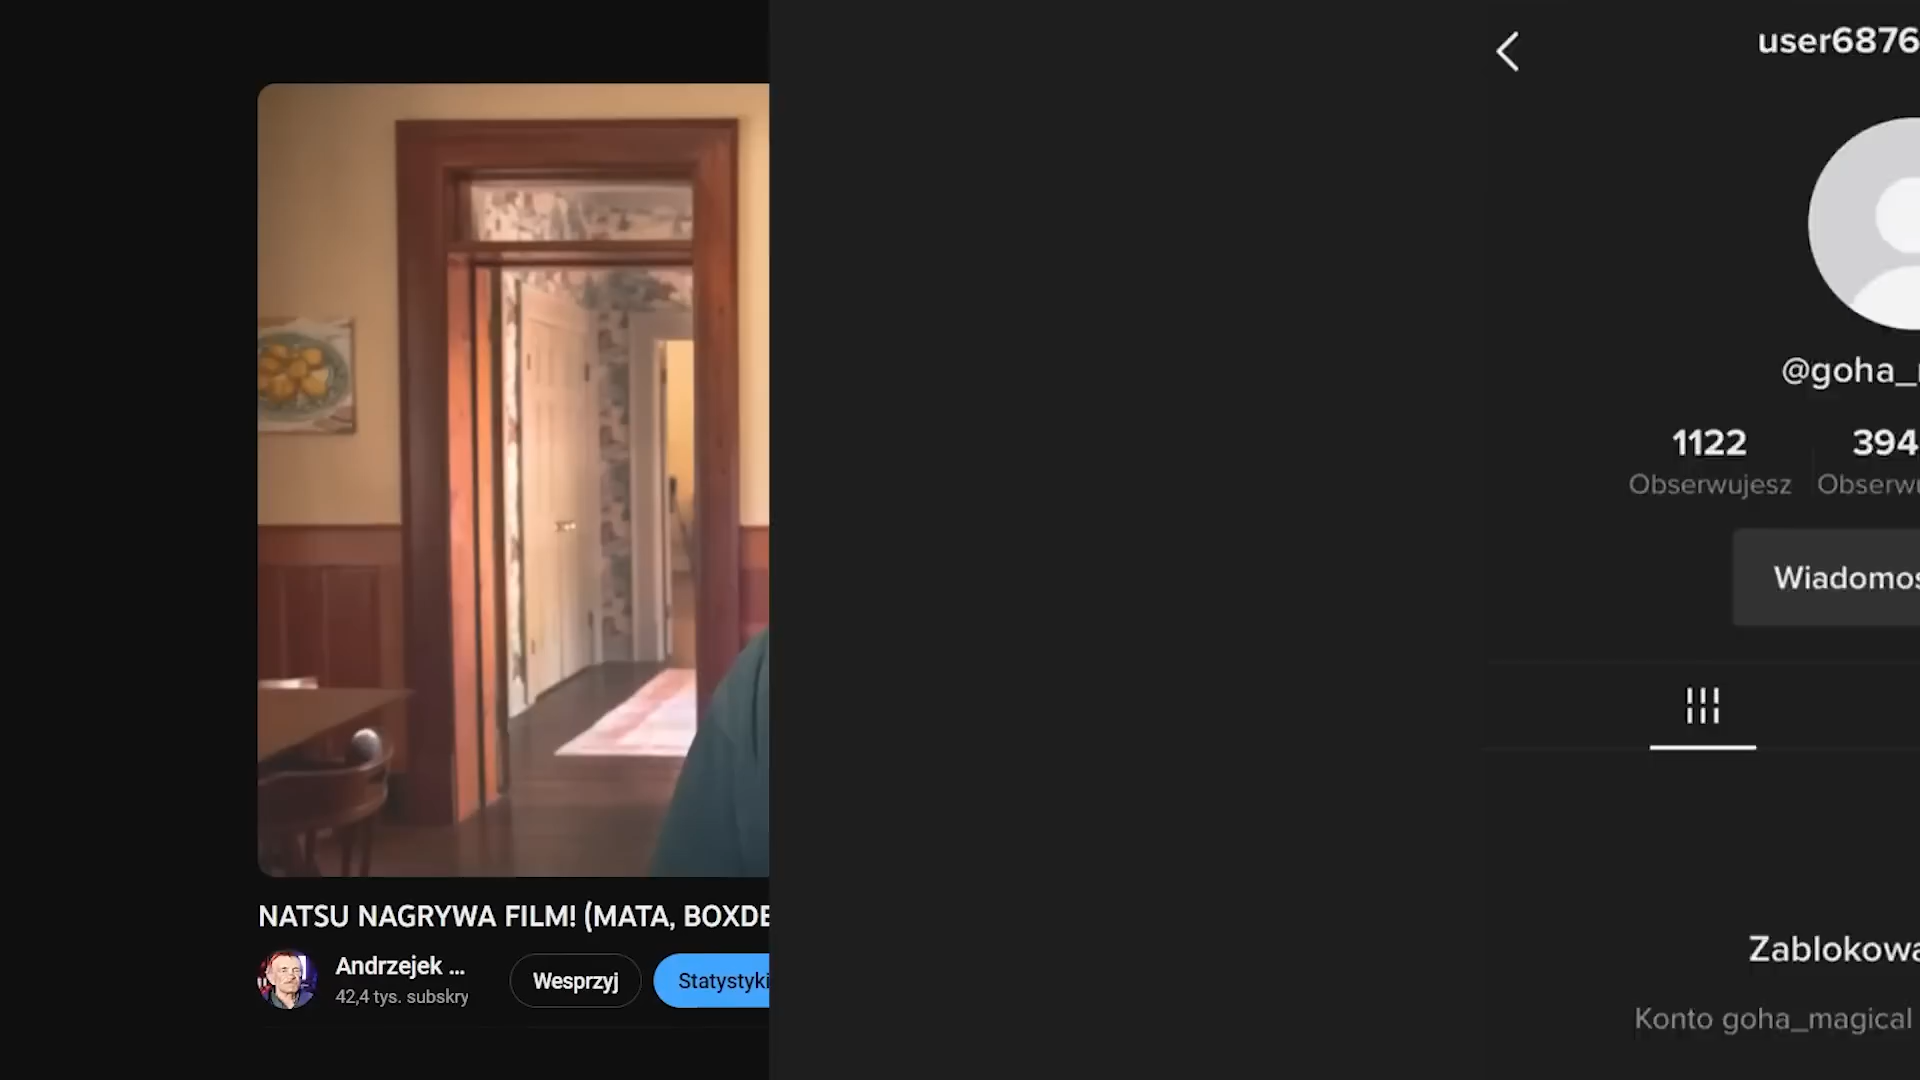 NATSU NAGRYWA FILM! (MATA, BOXDE
Andrzejek ...
42,4 tys. subskry
Wesprzyj
Statystyki
user6876
@goha_
1122
Obserwujesz
394
Obserwu
Wiadomoś
Zablokowa
Konto goha_magical